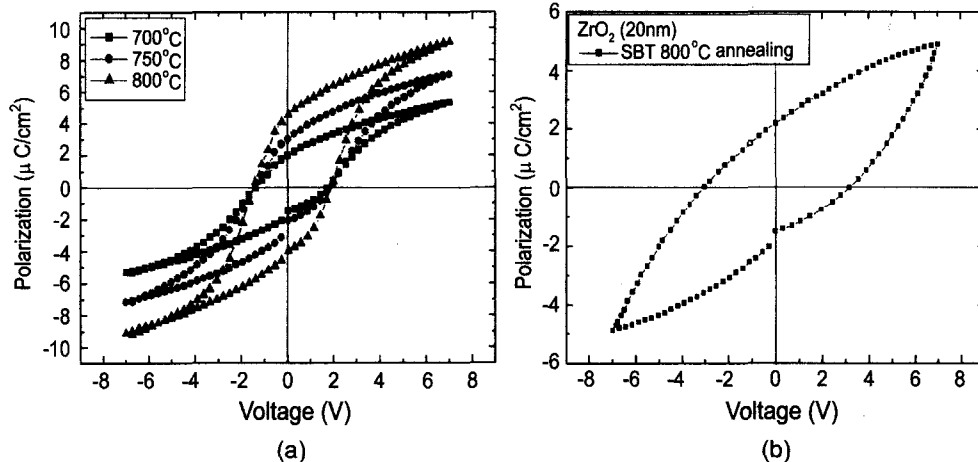 10
8
6
4
2
0
-2
-4
-6
-8
-10
Polarization (μ C/cm²)
700°C
750°C
800°C
-8 -6 -4 -2 0 2 4 6 8
Voltage (V)
(a)
6
4
2
0
-2
-4
-6
Polarization (μ C/cm²)
ZrO₂ (20nm)
SBT 800°C annealing
-8 -6 -4 -2 0 2 4 6 8
Voltage (V)
(b)